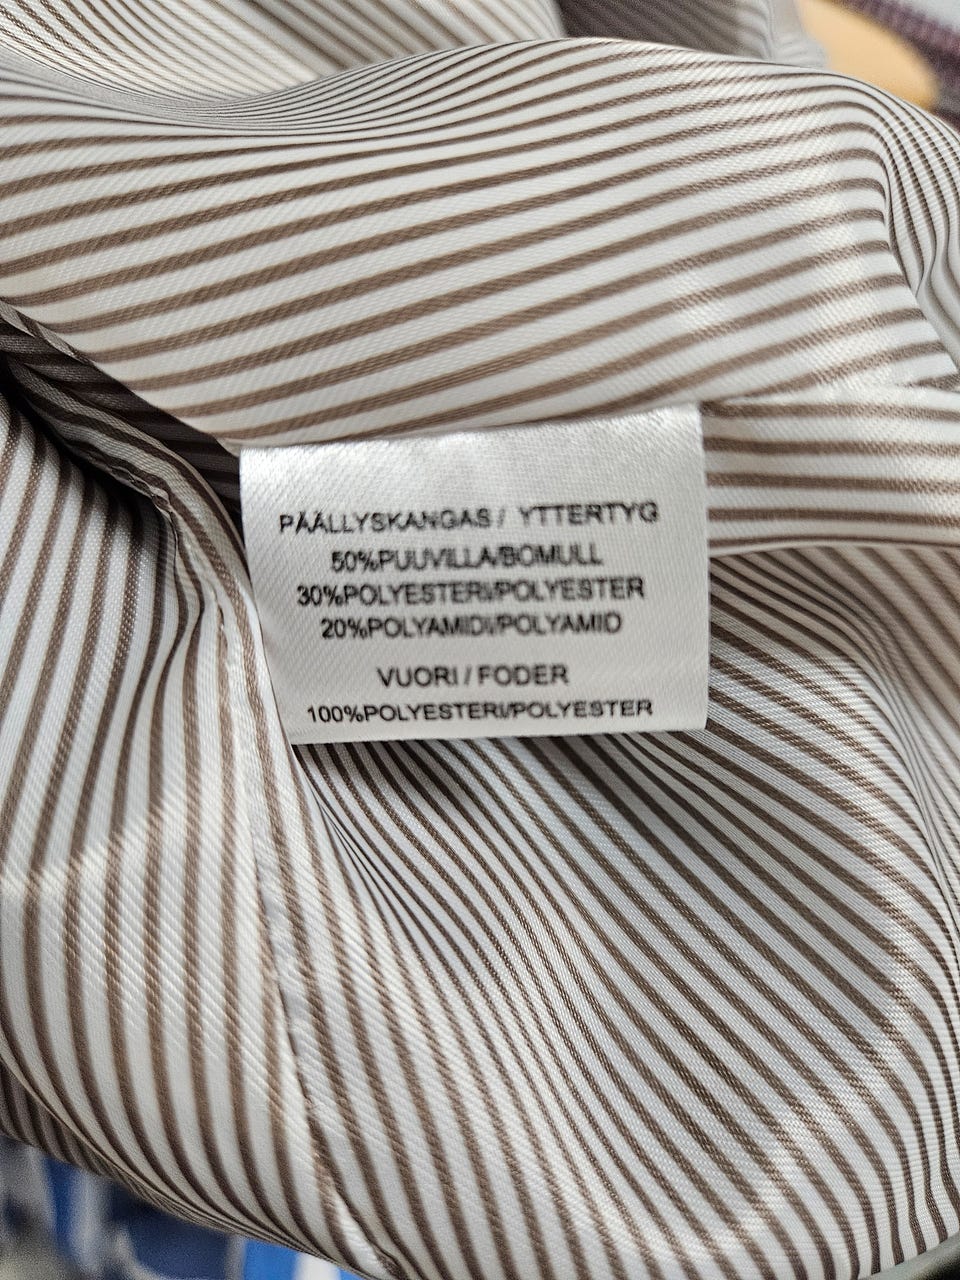 PÄÄLLYSKANGAS / YTTERTYG
50%PUUVILLA/BOMULL
30%POLYESTERI/POLYESTER
20%POLYAMIDI/POLYAMID
VUORI / FODER
100%POLYESTERI/POLYESTER